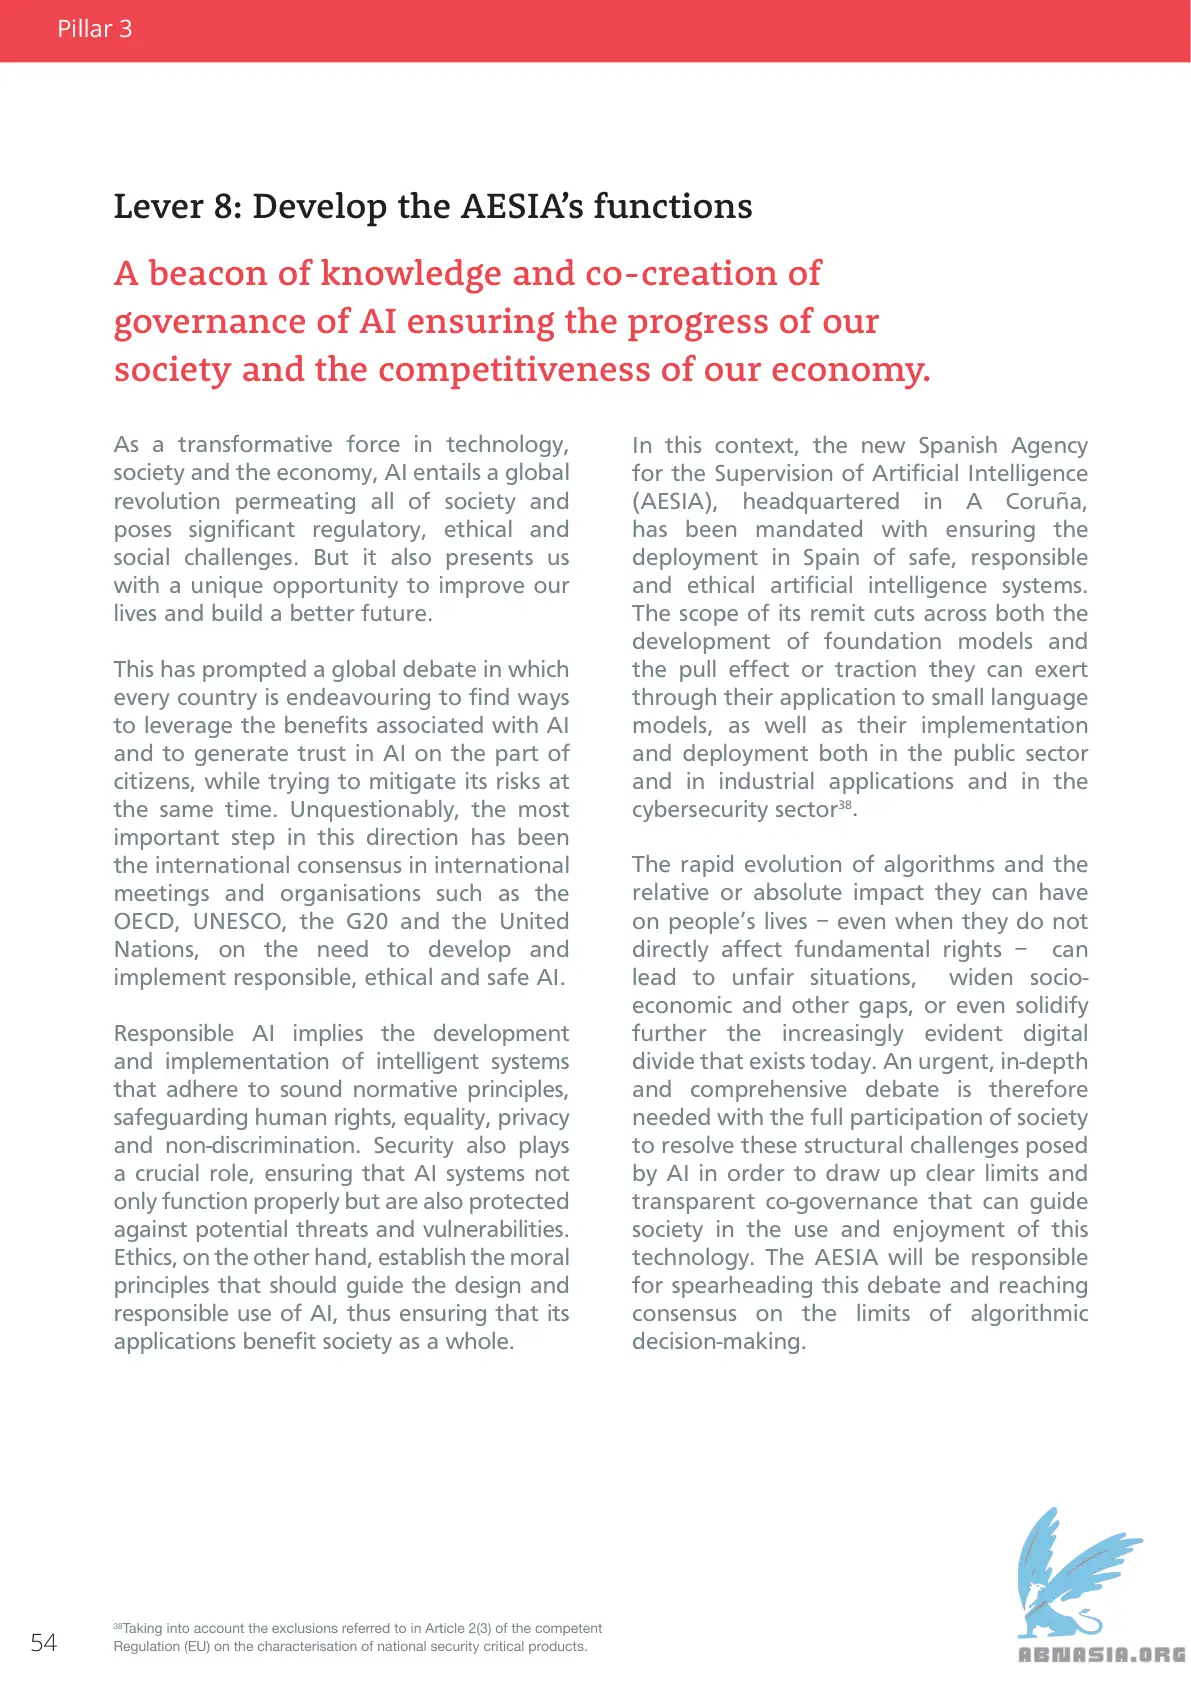 Pillar 3
Lever 8: Develop the AESIA’s functions
A beacon of knowledge and co-creation of
governance of AI ensuring the progress of our
society and the competitiveness of our economy.
As a transformative force in technology,
society and the economy, AI entails a global
revolution permeating all of society and
poses significant regulatory, ethical and
social challenges. But it also presents us
with a unique opportunity to improve our
lives and build a better future.
This has prompted a global debate in which
every country is endeavouring to find ways
to leverage the benefits associated with AI
and to generate trust in AI on the part of
citizens, while trying to mitigate its risks at
the same time. Unquestionably, the most
important step in this direction has been
the international consensus in international
meetings and organisations such as the
OECD, UNESCO, the G20 and the United
Nations, on the need to develop and
implement responsible, ethical and safe AI.
Responsible AI implies the development
and implementation of intelligent systems
that adhere to sound normative principles,
safeguarding human rights, equality, privacy
and non-discrimination. Security also plays
a crucial role, ensuring that AI systems not
only function properly but are also protected
against potential threats and vulnerabilities.
Ethics, on the other hand, establish the moral
principles that should guide the design and
responsible use of AI, thus ensuring that its
applications benefit society as a whole.
In this context, the new Spanish Agency
for the Supervision of Artificial Intelligence
(AESIA), headquartered in A Coruña,
has been mandated with ensuring the
deployment in Spain of safe, responsible
and ethical artificial intelligence systems.
The scope of its remit cuts across both the
development of foundation models and
the pull effect or traction they can exert
through their application to small language
models, as well as their implementation
and deployment both in the public sector
and in industrial applications and in the
cybersecurity sector³⁸.
The rapid evolution of algorithms and the
relative or absolute impact they can have
on people’s lives – even when they do not
directly affect fundamental rights – can
lead to unfair situations, widen socio-
economic and other gaps, or even solidify
further the increasingly evident digital
divide that exists today. An urgent, in-depth
and comprehensive debate is therefore
needed with the full participation of society
to resolve these structural challenges posed
by AI in order to draw up clear limits and
transparent co-governance that can guide
society in the use and enjoyment of this
technology. The AESIA will be responsible
for spearheading this debate and reaching
consensus on the limits of algorithmic
decision-making.
³⁸Taking into account the exclusions referred to in Article 2(3) of the competent
Regulation (EU) on the characterisation of national security critical products.
54
ABNASIA.ORG